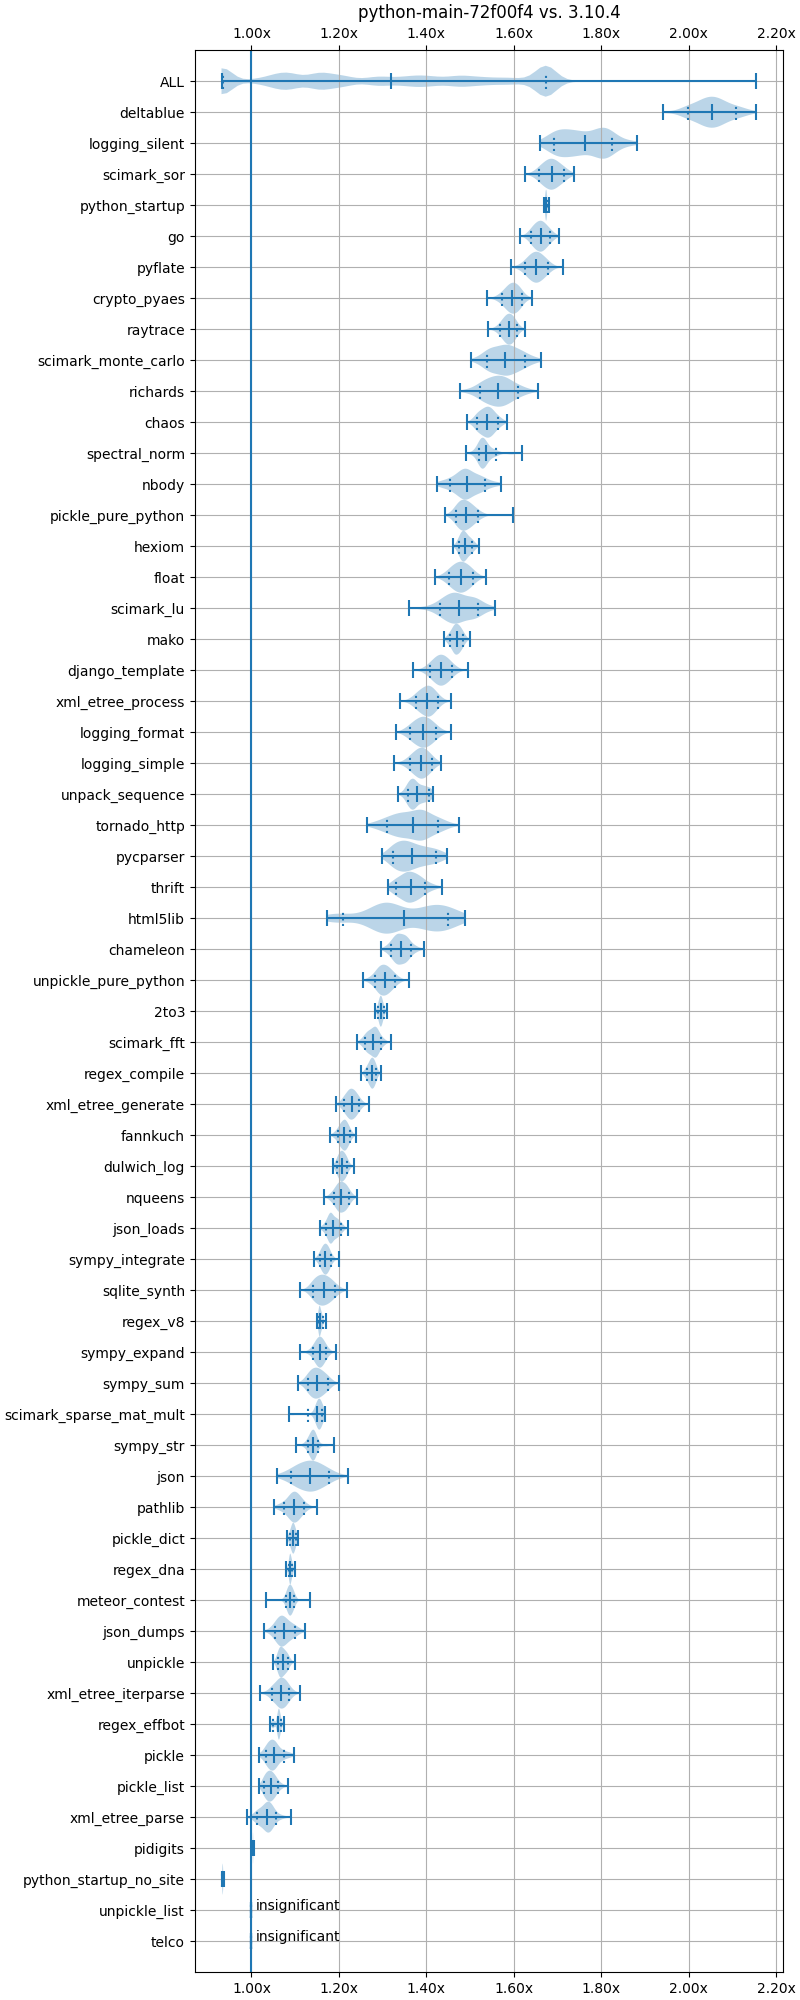 python-main-72f00f4 vs. 3.10.4
1.00x 1.20x 1.40x 1.60x 1.80x 2.00x 2.20x
ALL
deltablue
logging_silent
scimark_sor
python_startup
go
pyflate
crypto_pyaes
raytrace
scimark_monte_carlo
richards
chaos
spectral_norm
nbody
pickle_pure_python
hexiom
float
scimark_lu
mako
django_template
xml_etree_process
logging_format
logging_simple
unpack_sequence
tornado_http
pycparser
thrift
html5lib
chameleon
unpickle_pure_python
2to3
scimark_fft
regex_compile
xml_etree_generate
fannkuch
dulwich_log
nqueens
json_loads
sympy_integrate
sqlite_synth
regex_v8
sympy_expand
sympy_sum
scimark_sparse_mat_mult
sympy_str
json
pathlib
pickle_dict
regex_dna
meteor_contest
json_dumps
unpickle
xml_etree_iterparse
regex_effbot
pickle
pickle_list
xml_etree_parse
pidigits
python_startup_no_site
unpickle_list insignificant
telco insignificant
1.00x 1.20x 1.40x 1.60x 1.80x 2.00x 2.20x